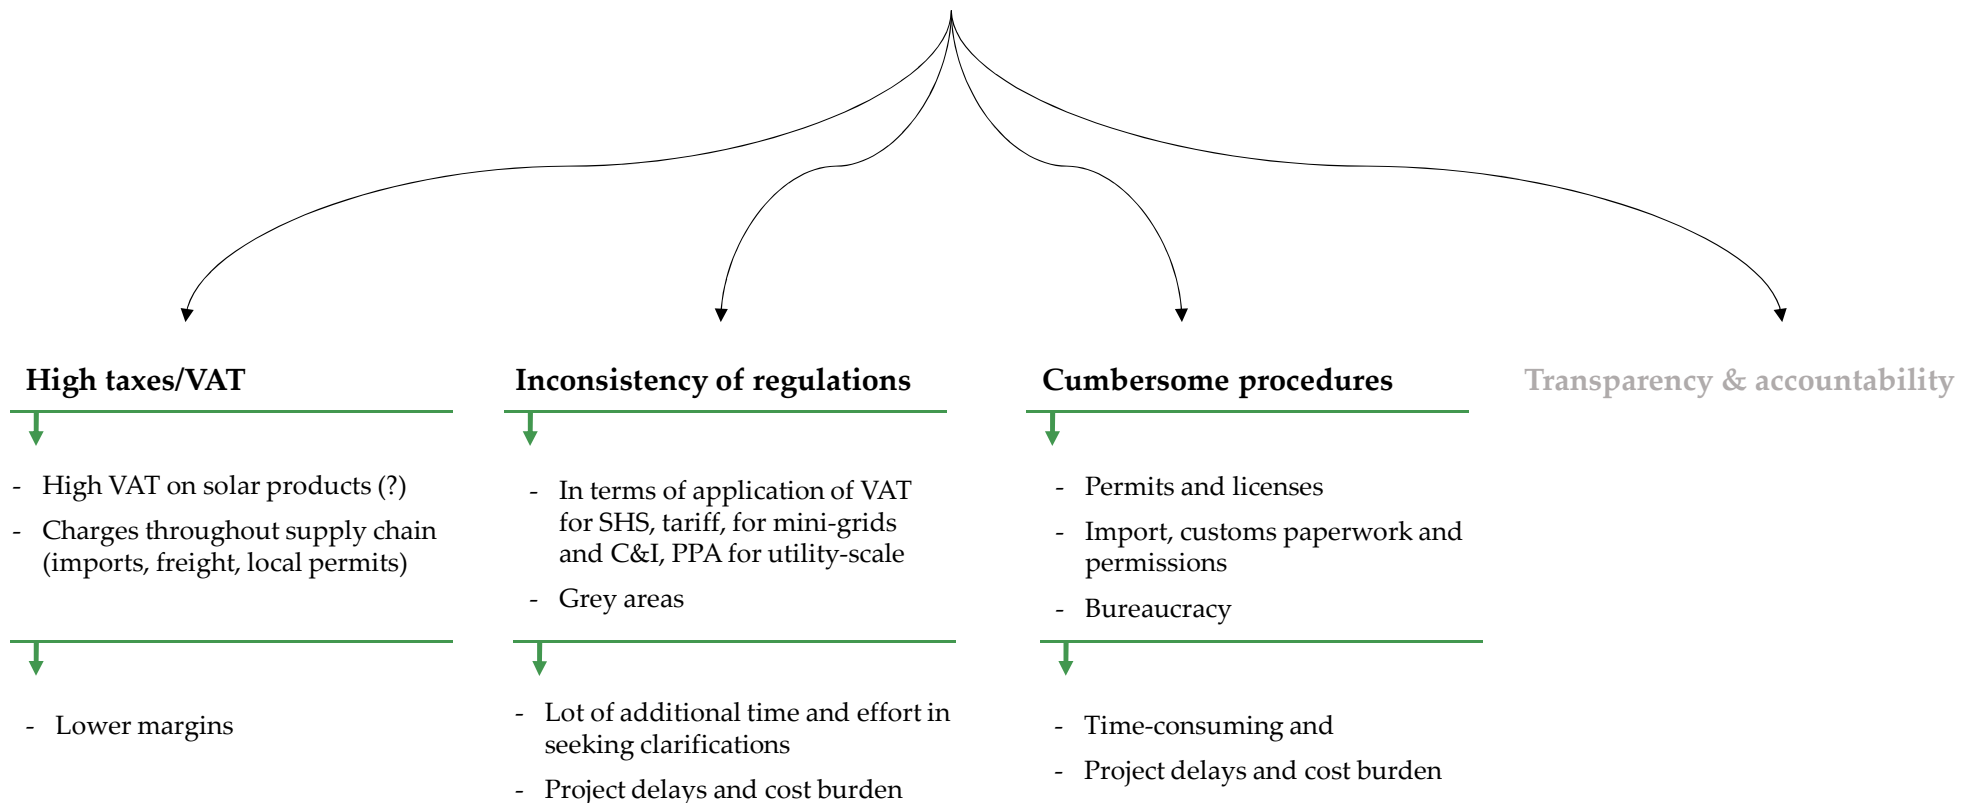 High taxes/VAT
- High VAT on solar products (?)
- Charges throughout supply chain
(imports, freight, local permits)
- Lower margins
Inconsistency of regulations
- In terms of application of VAT
for SHS, tariff, for mini-grids
and C&I, PPA for utility-scale
- Grey areas
- Lot of additional time and effort in
seeking clarifications
- Project delays and cost burden
Cumbersome procedures
- Permits and licenses
- Import, customs paperwork and
permissions
- Bureaucracy
- Time-consuming and
- Project delays and cost burden
Transparency & accountability